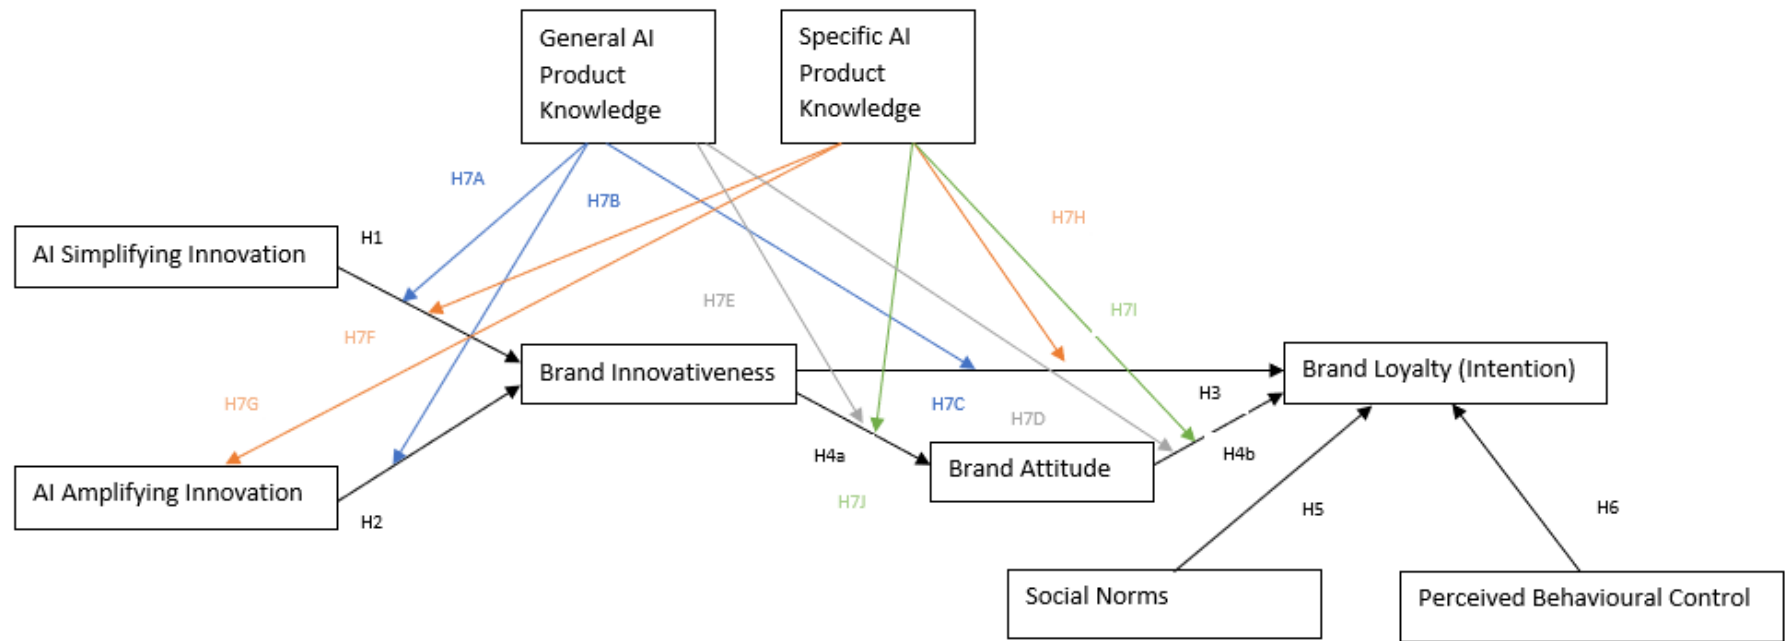 General AI
Product
Knowledge
Specific AI
Product
Knowledge
H7A
H7B
H7H
AI Simplifying Innovation
H1
H7E
H7I
H7F
Brand Innovativeness
Brand Loyalty (Intention)
H7G
H7C
H7D
H3
H4a
Brand Attitude
H4b
AI Amplifying Innovation
H7J
H2
H5
H6
Social Norms
Perceived Behavioural Control